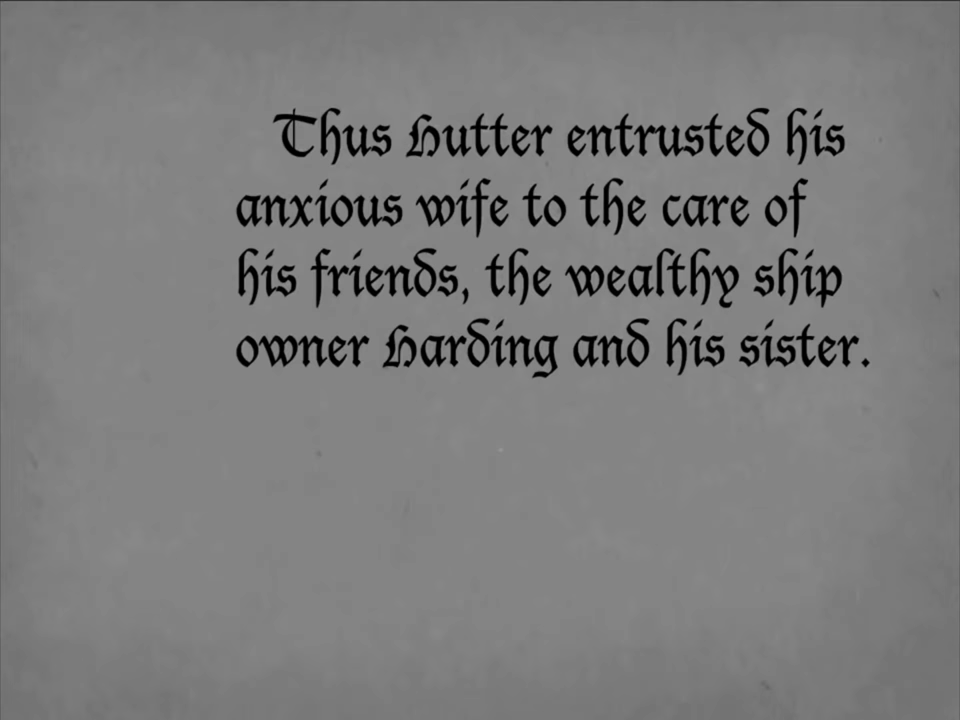 Thus Hutter entrusted his
anxious wife to the care of
his friends, the wealthy ship
owner Harding and his sister.